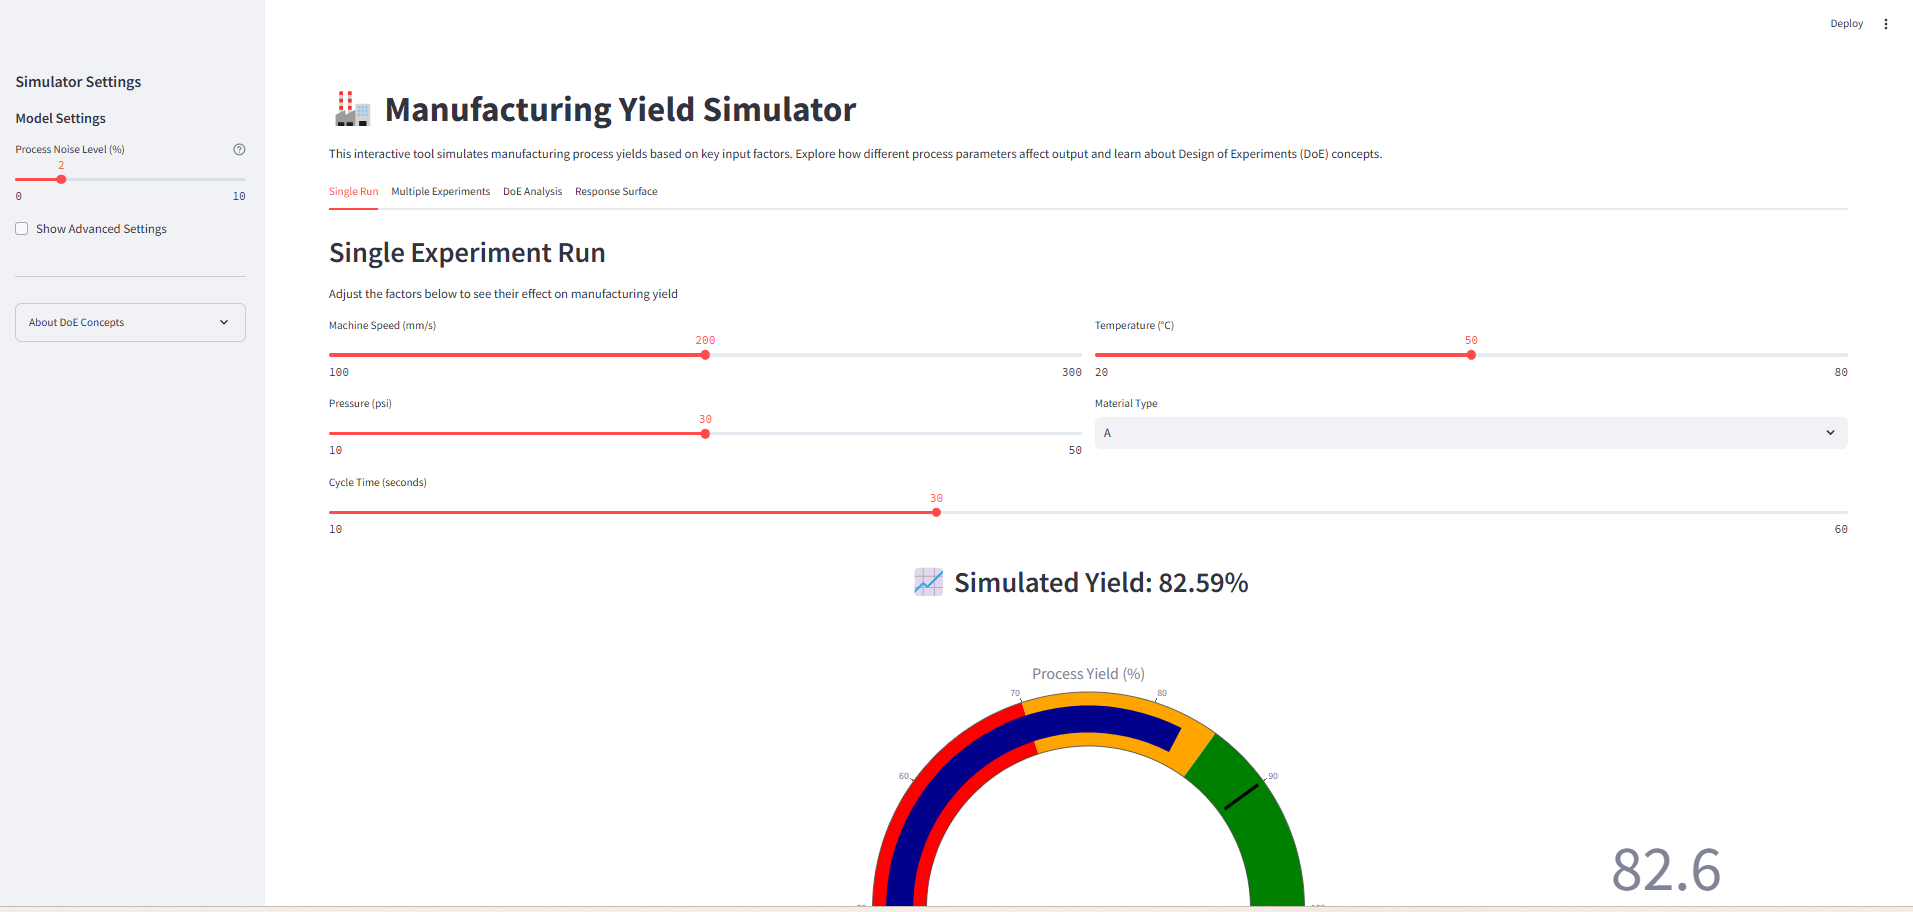 Deploy
Simulator Settings
Model Settings
Process Noise Level (%)
2
0 10
Show Advanced Settings
About DoE Concepts
Manufacturing Yield Simulator
This interactive tool simulates manufacturing process yields based on key input factors. Explore how different process parameters affect output and learn about Design of Experiments (DoE) concepts.
Single Run Multiple Experiments DoE Analysis Response Surface
Single Experiment Run
Adjust the factors below to see their effect on manufacturing yield
Machine Speed (mm/s)
200
100 300
Temperature (°C)
50
20 80
Pressure (psi)
30
10 50
Material Type
A
Cycle Time (seconds)
30
10 60
Simulated Yield: 82.59%
Process Yield (%)
70 80
60 90
82.6